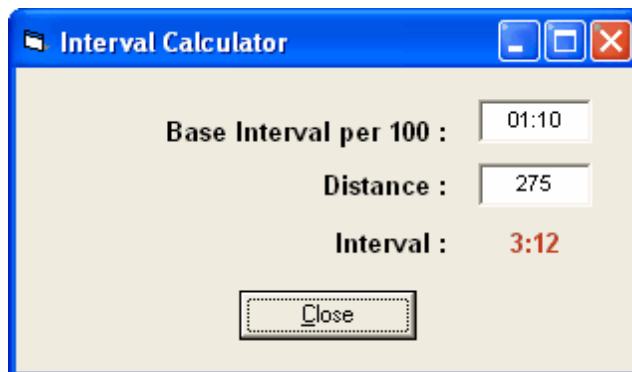 Interval Calculator
Base Interval per 100 : 01:10
Distance : 275
Interval : 3:12
Close